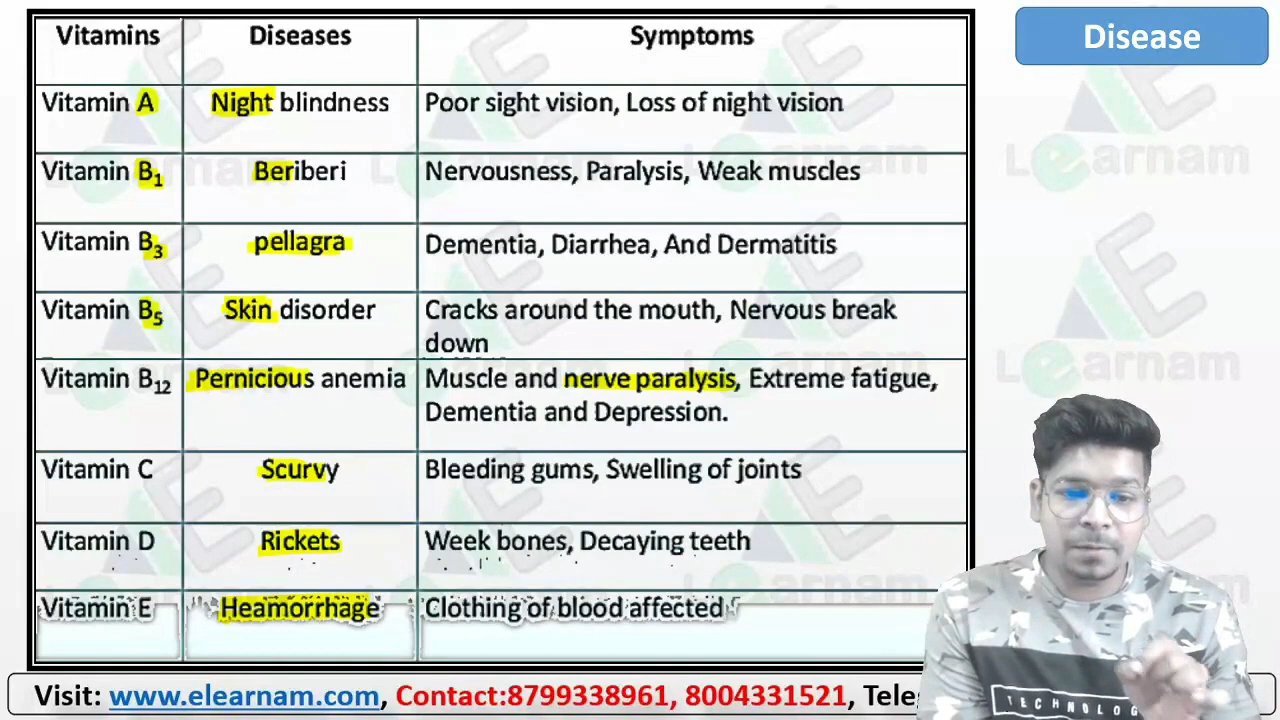 Vitamins Diseases Symptoms
Disease
Vitamin A Night blindness Poor sight vision, Loss of night vision
Vitamin B1 Beriberi Nervousness, Paralysis, Weak muscles
Vitamin B3 pellagra Dementia, Diarrhea, And Dermatitis
Vitamin B5 Skin disorder Cracks around the mouth, Nervous break
down
Vitamin B12 Pernicious anemia Muscle and nerve paralysis, Extreme fatigue,
Dementia and Depression.
Vitamin C Scurvy Bleeding gums, Swelling of joints
Vitamin D Rickets Week bones, Decaying teeth
Vitamin E Heamorrhage Clothing of blood affected
Visit: www.elearnam.com, Contact:8799338961, 8004331521, Teleg
TECHNOLOG
Learnam